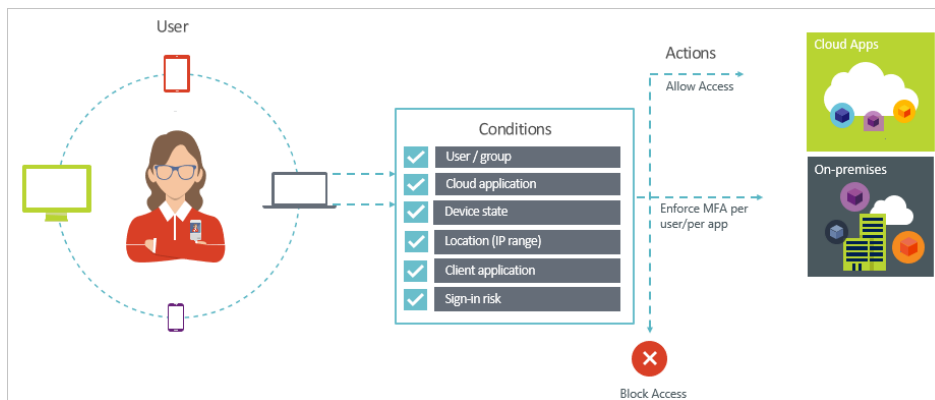 User
Conditions
User / group
Cloud application
Device state
Location (IP range)
Client application
Sign-in risk
Actions
Allow Access
Enforce MFA per
user/per app
Block Access
Cloud Apps
On-premises